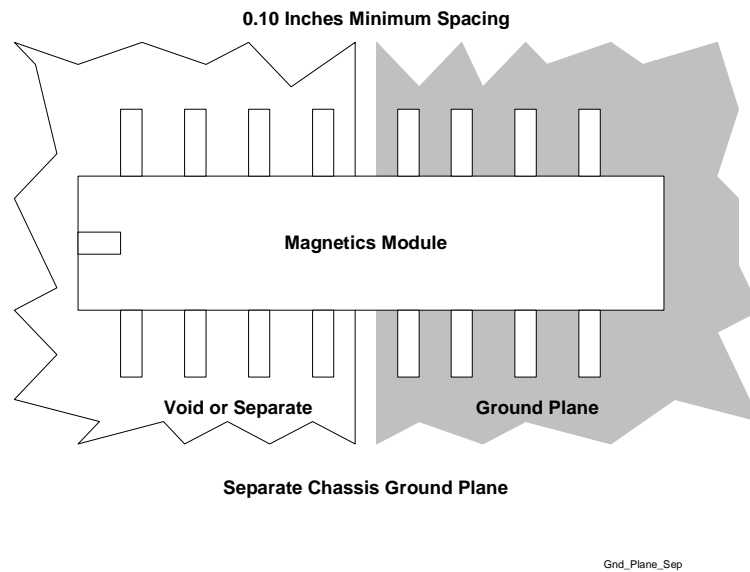 0.10 Inches Minimum Spacing
Magnetics Module
Void or Separate
Ground Plane
Separate Chassis Ground Plane
Gnd_Plane_Sep